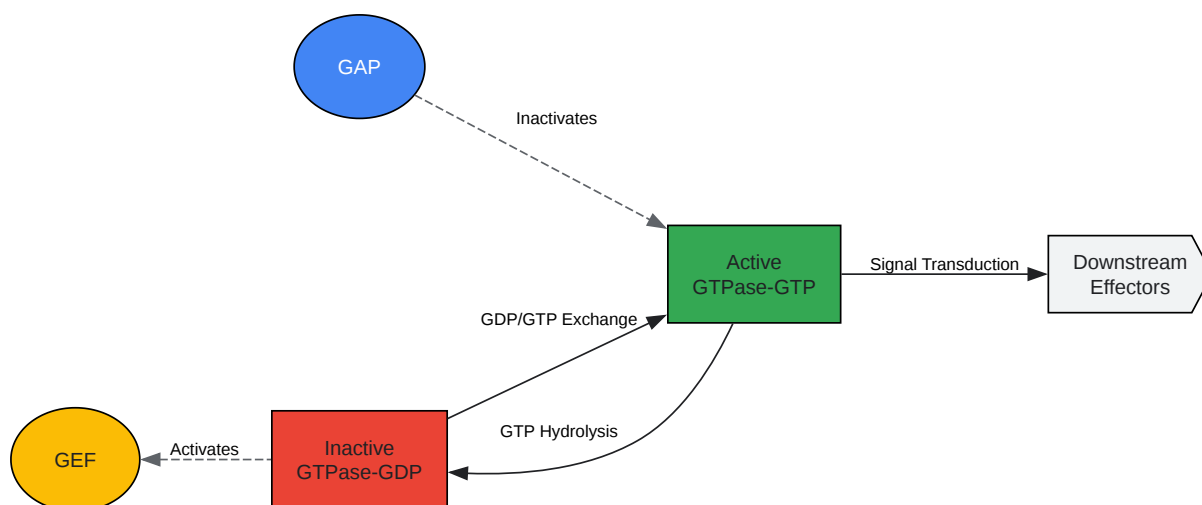 GAP
Inactivates
Active
GTPase-GTP
Signal Transduction
Downstream
Effectors
GDP/GTP Exchange
GTP Hydrolysis
GEF
Activates
Inactive
GTPase-GDP